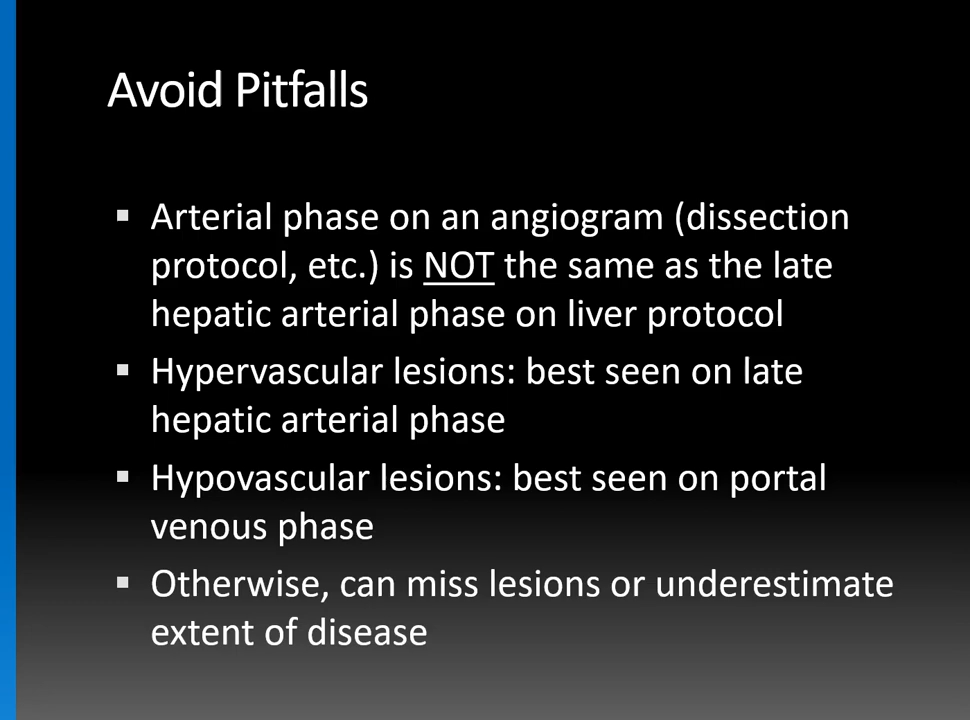 Avoid Pitfalls
▪ Arterial phase on an angiogram (dissection
protocol, etc.) is NOT the same as the late
hepatic arterial phase on liver protocol
▪ Hypervascular lesions: best seen on late
hepatic arterial phase
▪ Hypovascular lesions: best seen on portal
venous phase
▪ Otherwise, can miss lesions or underestimate
extent of disease